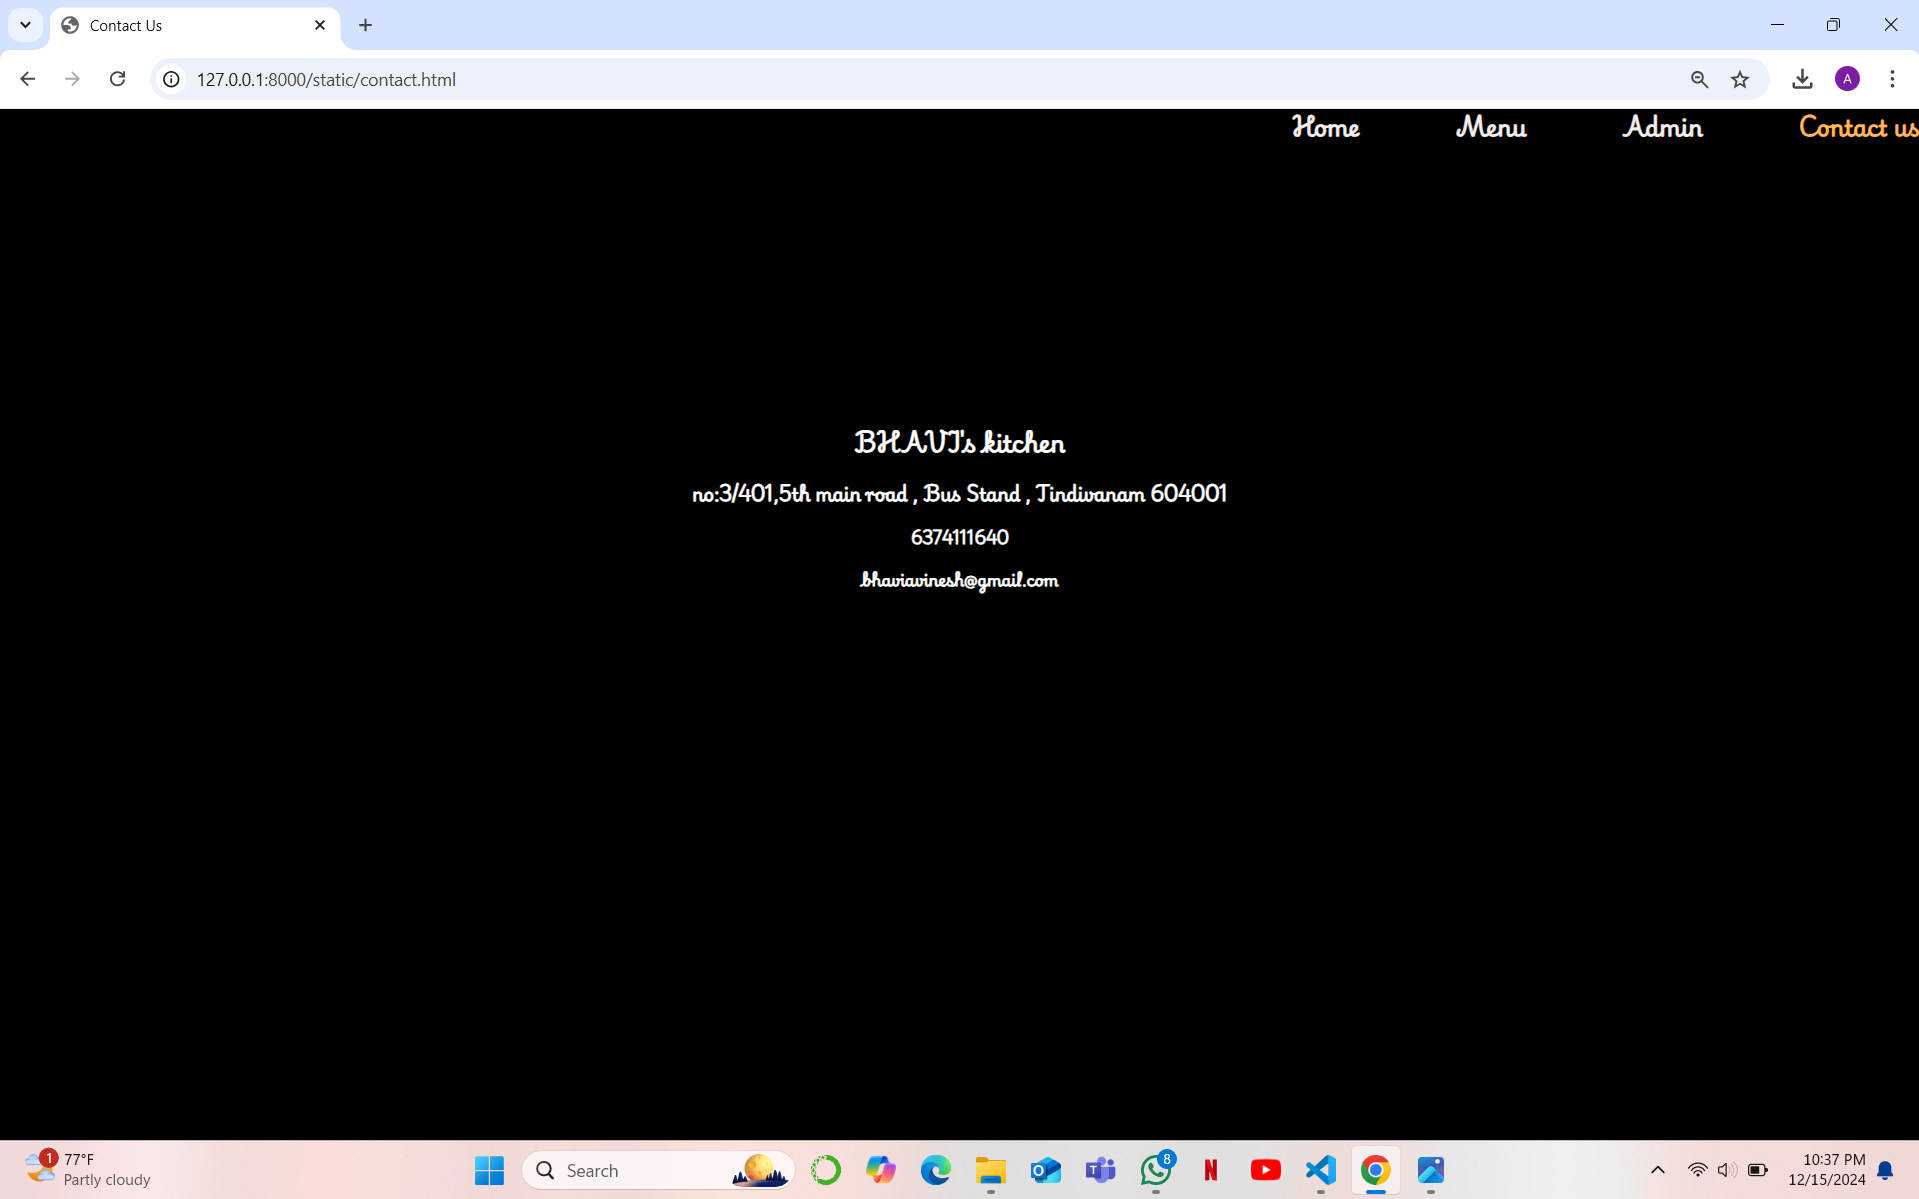 Contact Us
127.0.0.1:8000/static/contact.html
A
Home Menu Admin Contact us
BHAVI's kitchen
no:3/401,5th main road , Bus Stand , Tindivanam 604001
6374111640
bhaviavinesh@gmail.com
1
77°F
Partly cloudy
Search
8
10:37 PM
12/15/2024